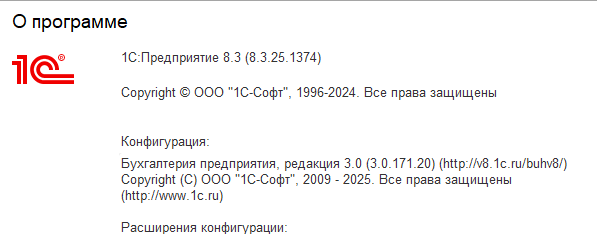 О программе
1С®
1С:Предприятие 8.3 (8.3.25.1374)
Copyright © ООО "1С-Софт", 1996-2024. Все права защищены
Конфигурация:
Бухгалтерия предприятия, редакция 3.0 (3.0.171.20) (http://v8.1c.ru/buhv8/)
Copyright (С) ООО "1С-Софт", 2009 - 2025. Все права защищены
(http://www.1c.ru)
Расширения конфигурации: